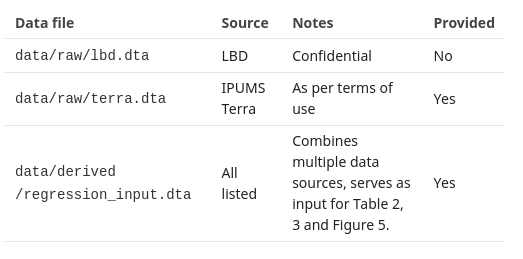 Data file Source Notes Provided
data/raw/lbd.dta LBD Confidential No
data/raw/terra.dta IPUMS Terra As per terms of use Yes
data/derived
/regression_input.dta
All
listed
Combines
multiple data
sources, serves as
input for Table 2,
3 and Figure 5.
Yes